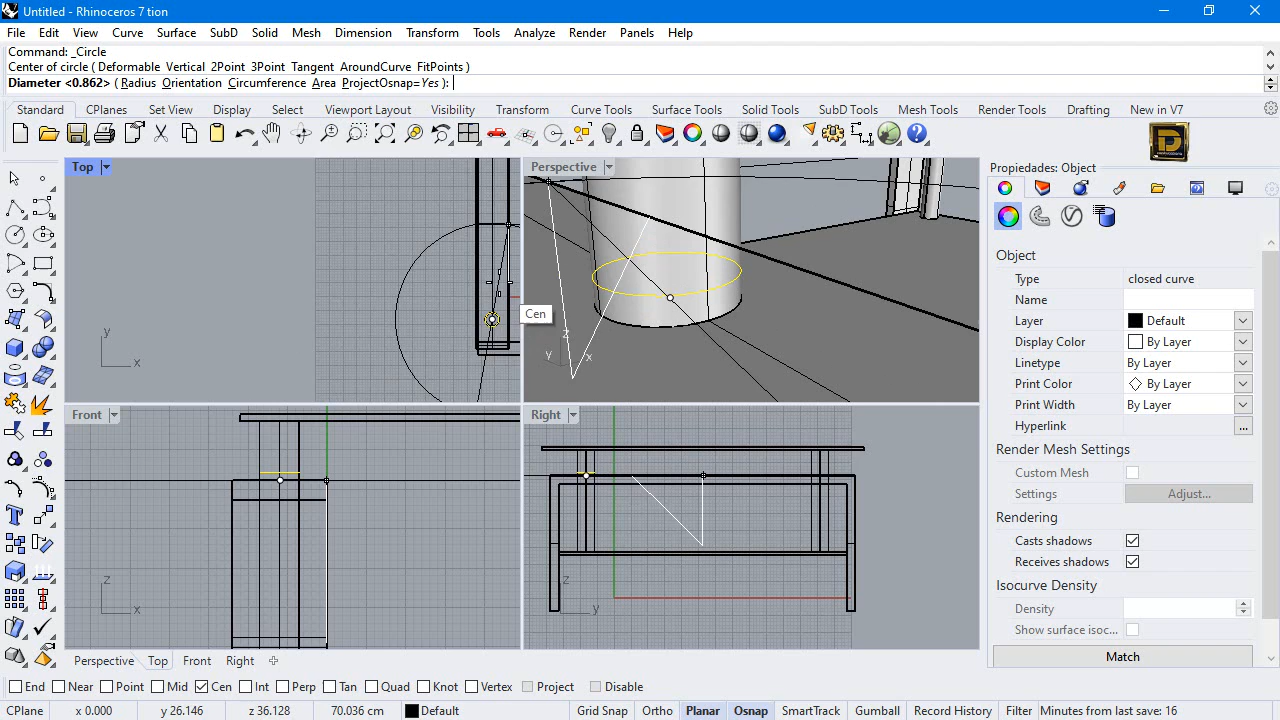 Untitled - Rhinoceros 7 tion
File Edit View Curve Surface SubD Solid Mesh Dimension Transform Tools Analyze Render Panels Help
Command: _Circle
Center of circle ( Deformable Vertical 2Point 3Point Tangent AroundCurve FitPoints )
Diameter <0.862> ( Radius Orientation Circumference Area ProjectOsnap=Yes ):
Standard CPlanes Set View Display Select Viewport Layout Visibility Transform Curve Tools Surface Tools Solid Tools SubD Tools Mesh Tools Render Tools Drafting New in V7
Top
Perspective
Propiedades: Object
Object
Type closed curve
Name
Layer Default
Display Color By Layer
Linetype By Layer
Print Color By Layer
Print Width By Layer
Hyperlink ...
Render Mesh Settings
Custom Mesh
Settings Adjust...
Rendering
Casts shadows
Receives shadows
Isocurve Density
Density
Show surface isoc...
Match
Cen
y
x
z
y
x
Front
Right
z
x
z
y
Perspective Top Front Right
End Near Point Mid Cen Int Perp Tan Quad Knot Vertex Project Disable
CPlane x 0.000 y 26.146 z 36.128 70.036 cm Default Grid Snap Ortho Planar Osnap SmartTrack Gumball Record History Filter Minutes from last save: 16